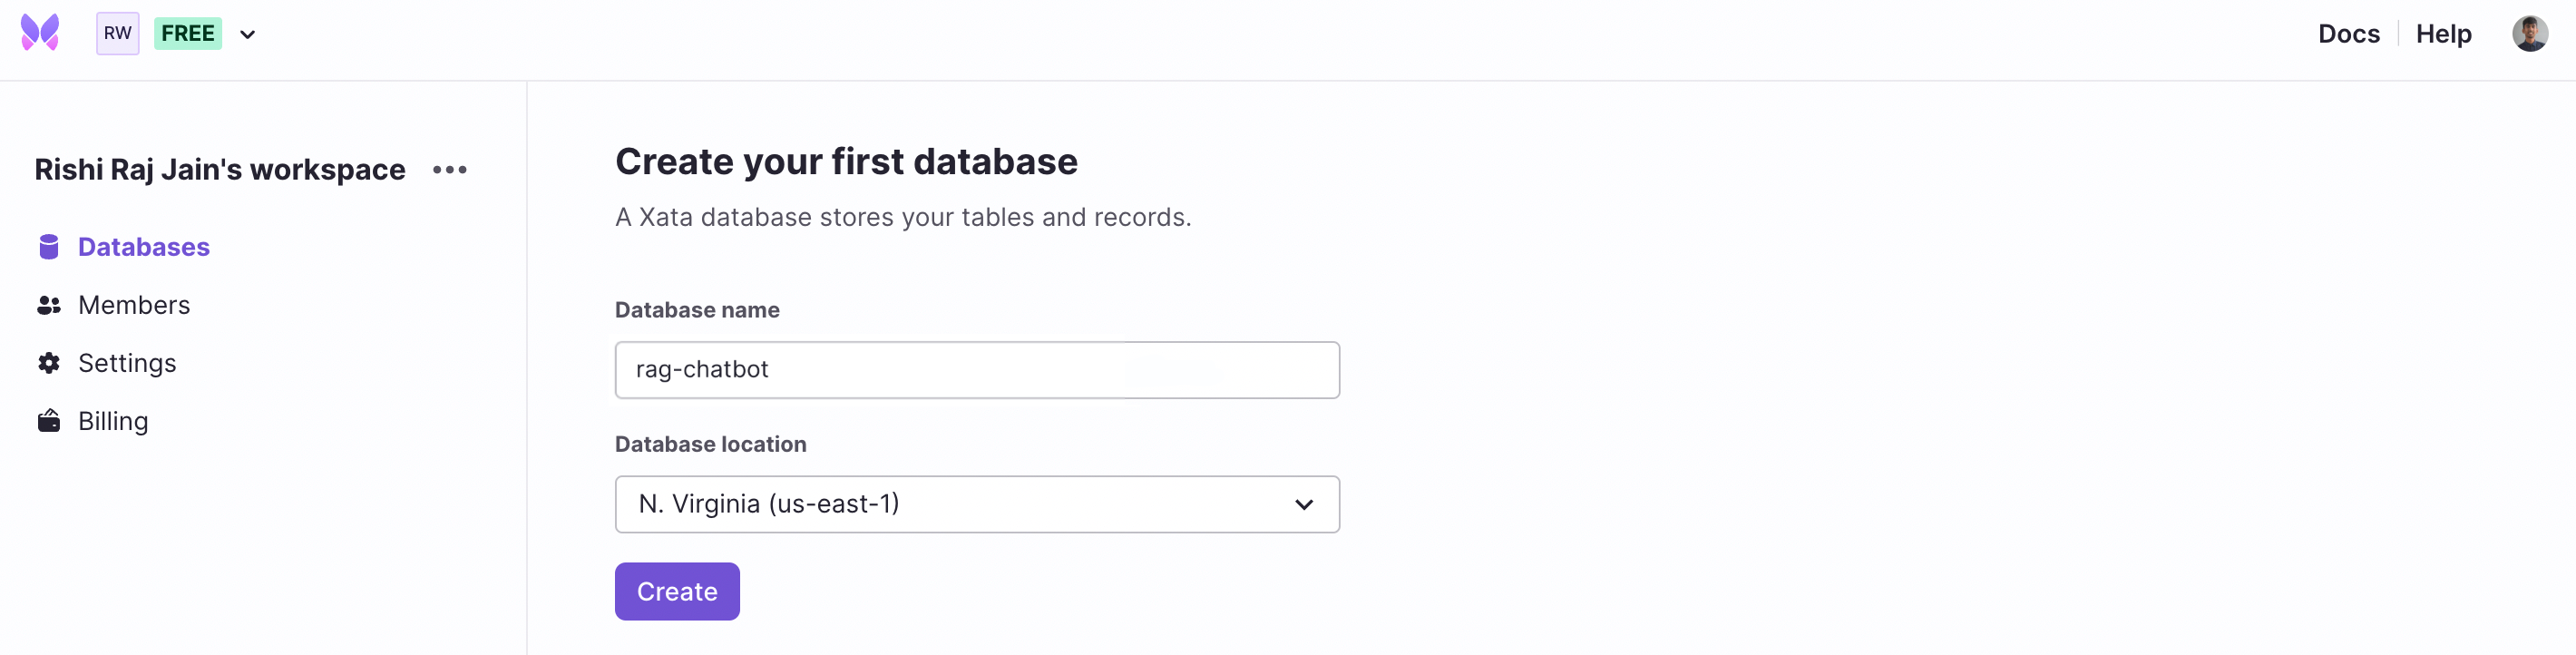 RW FREE
Docs Help
Rishi Raj Jain's workspace
Databases
Members
Settings
Billing
Create your first database
A Xata database stores your tables and records.
Database name
rag-chatbot
Database location
N. Virginia (us-east-1)
Create